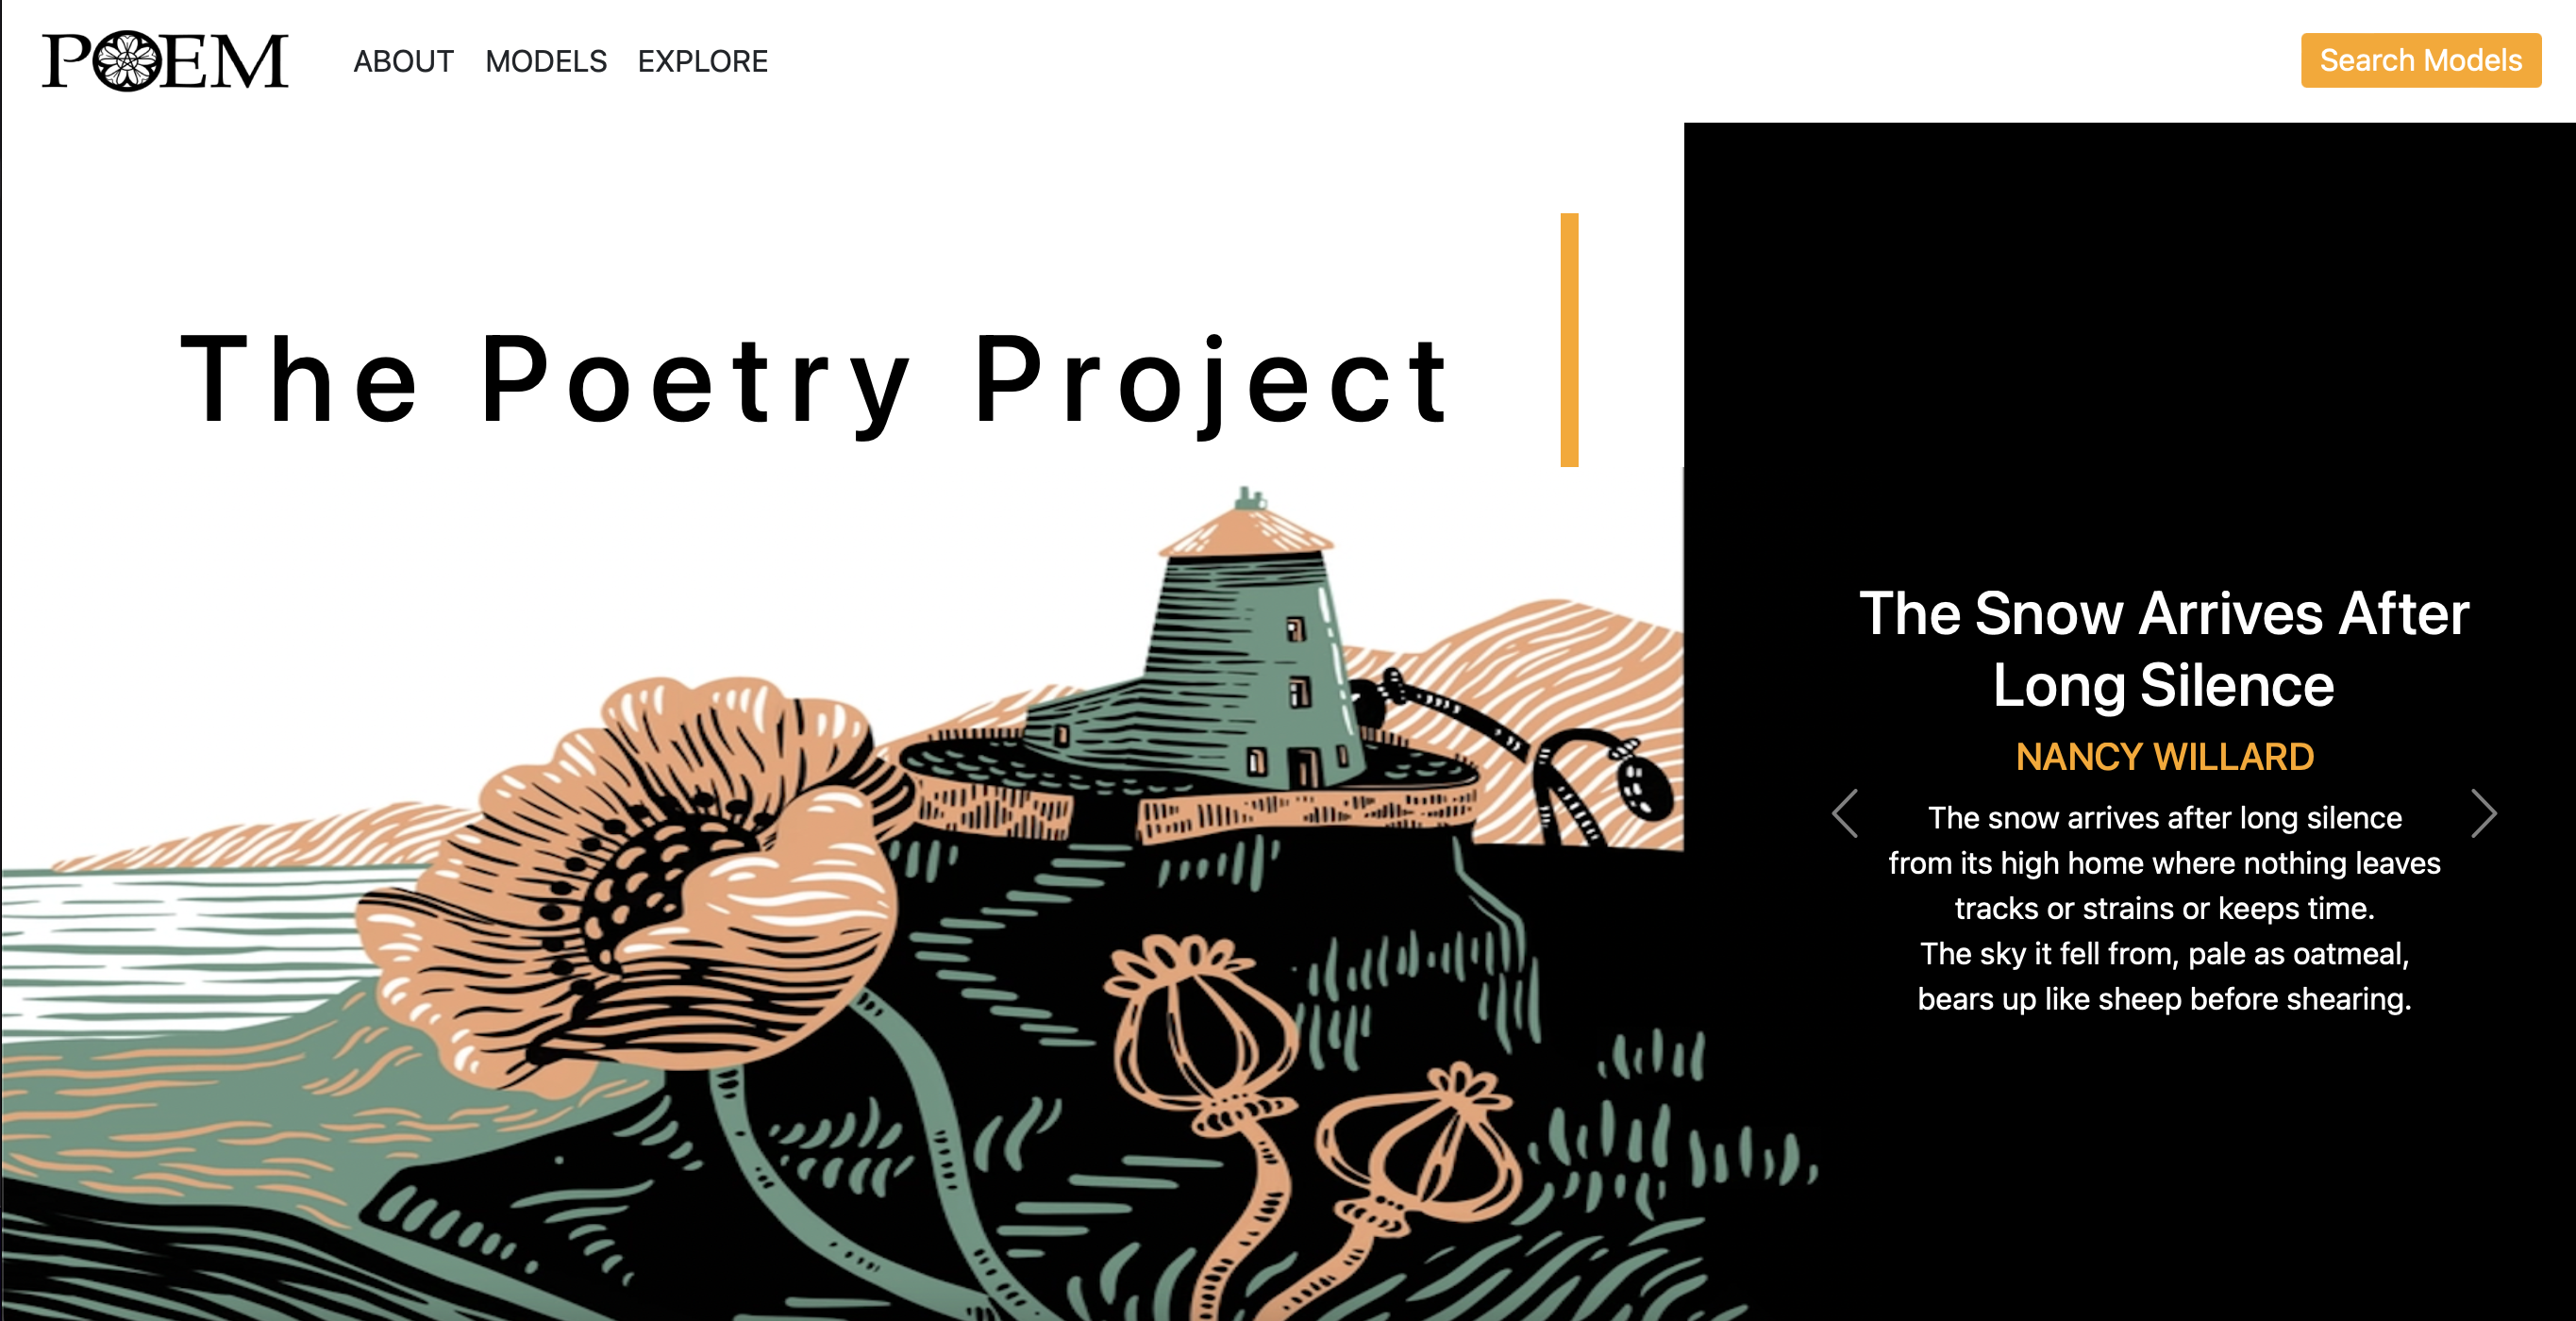 POEM
ABOUT MODELS EXPLORE
Search Models
The Poetry Project
The Snow Arrives After
Long Silence
NANCY WILLARD
The snow arrives after long silence
from its high home where nothing leaves
tracks or strains or keeps time.
The sky it fell from, pale as oatmeal,
bears up like sheep before shearing.